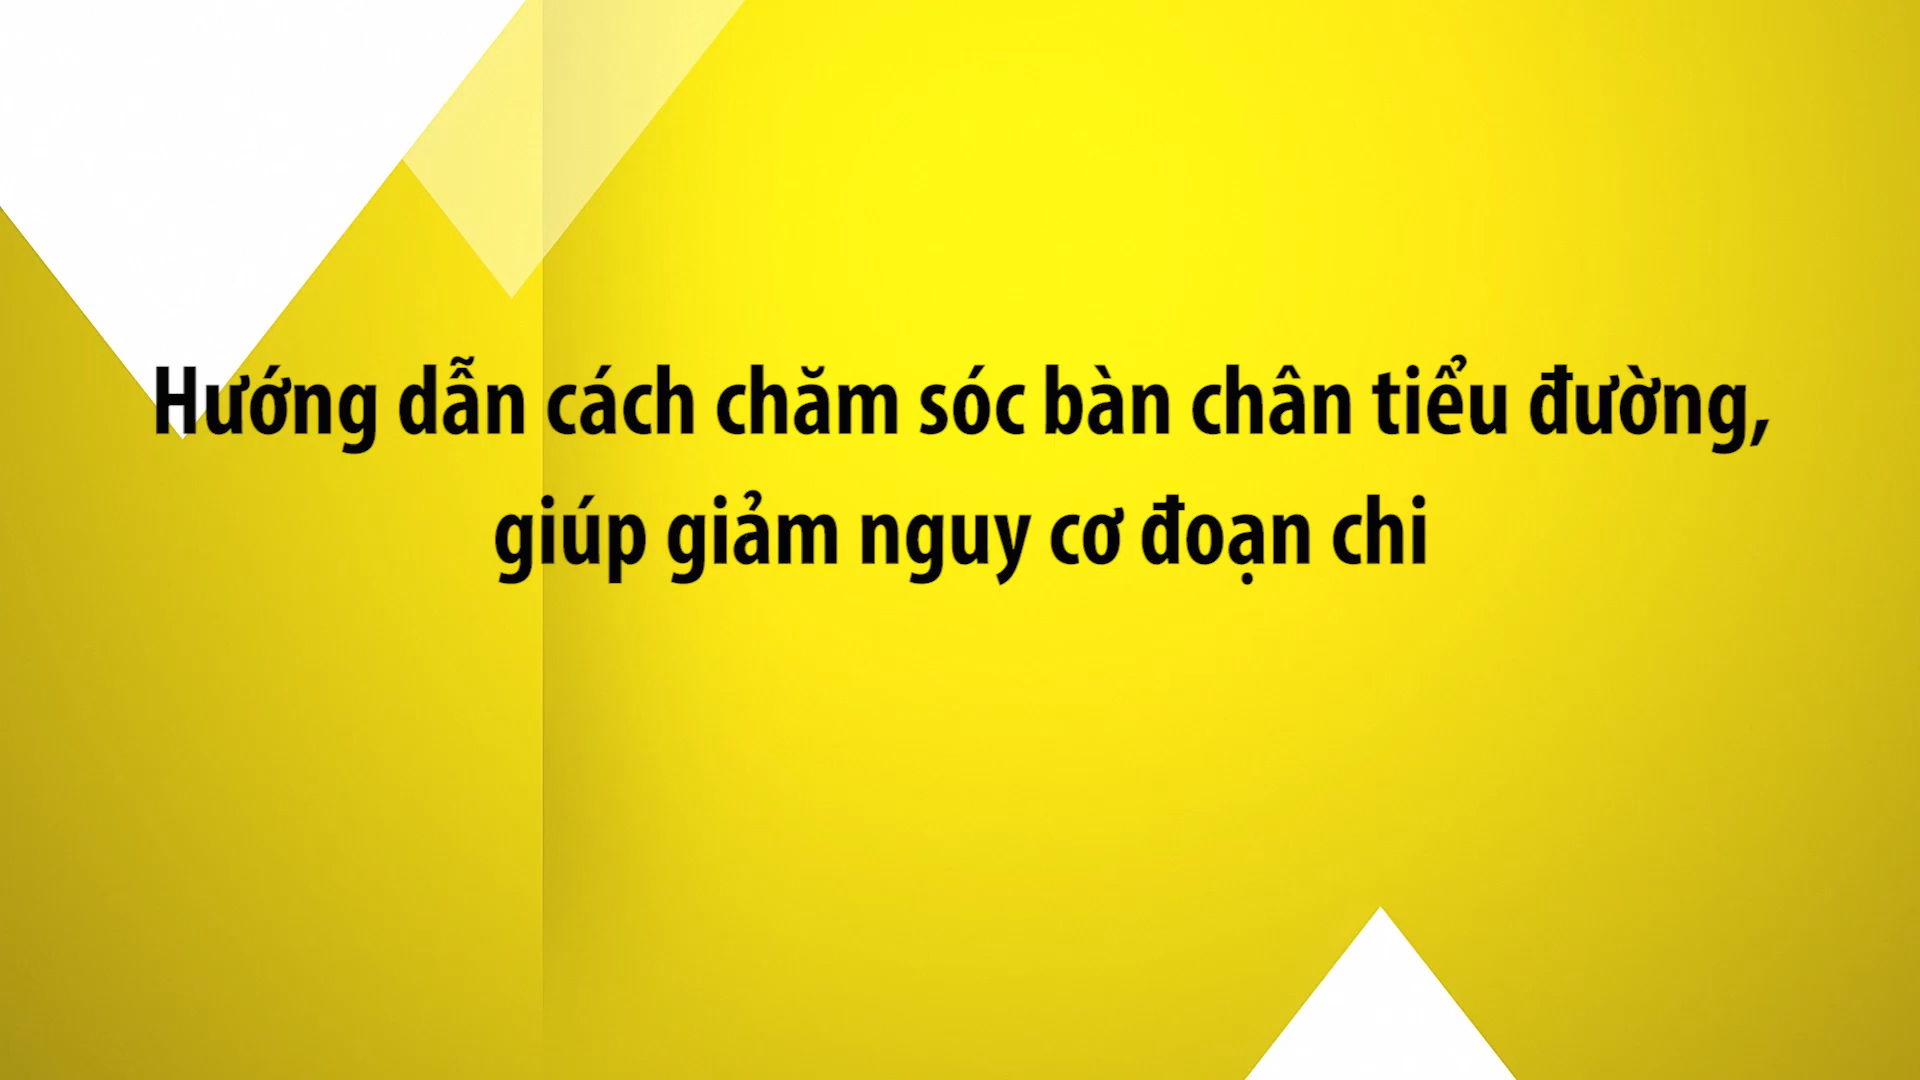 Hướng dẫn cách chăm sóc bàn chân tiểu đường,
giúp giảm nguy cơ đoạn chi